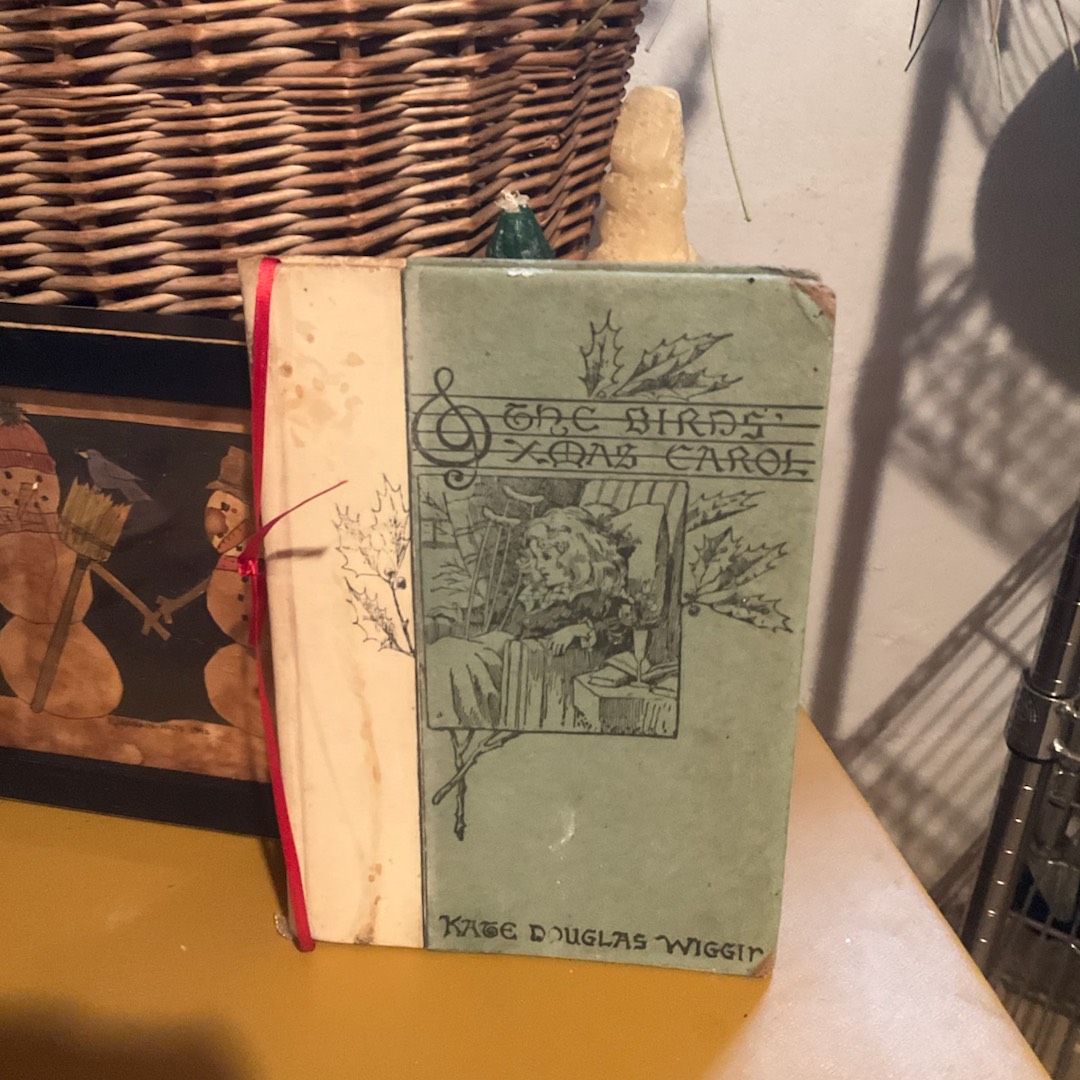 THE BIRDS'
XMAS CAROL
KATE DOUGLAS WIGGIN